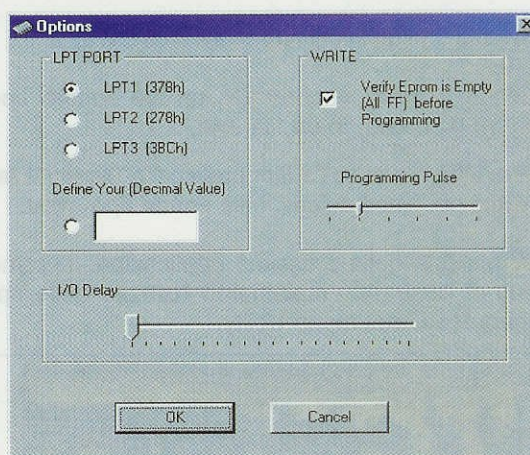 Options
LPT PORT
LPT1 (378h)
LPT2 (278h)
LPT3 (3BCh)
Define Your (Decimal Value)
WRITE
Verify Eprom is Empty
(All FF) before
Programming
Programming Pulse
I/O Delay
OK
Cancel